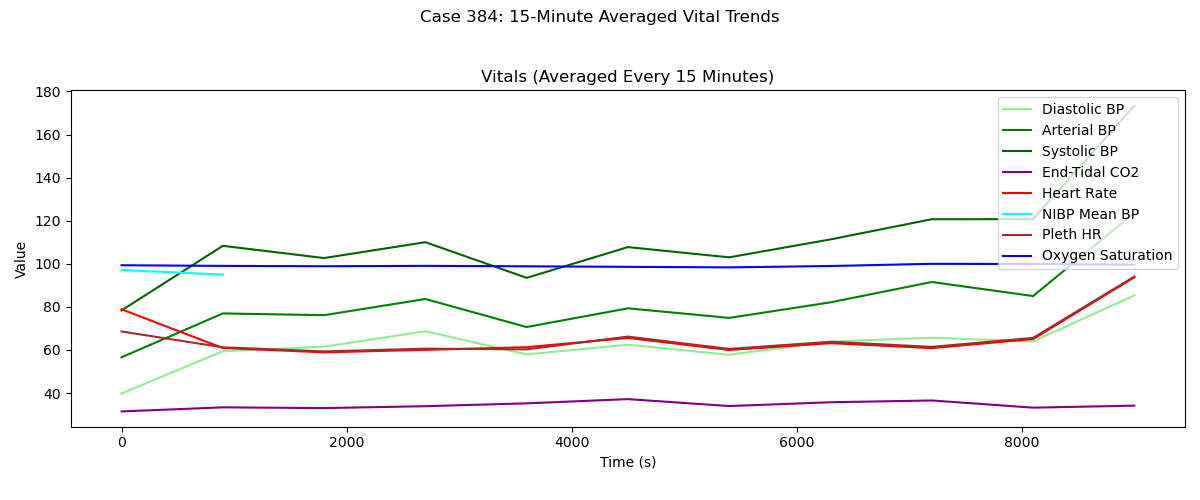 Case 384: 15-Minute Averaged Vital Trends
Vitals (Averaged Every 15 Minutes)
180
160
140
120
100
80
60
40
Value
0
2000
4000
6000
8000
Time (s)
Diastolic BP
Arterial BP
Systolic BP
End-Tidal CO2
Heart Rate
NIBP Mean BP
Pleth HR
Oxygen Saturation